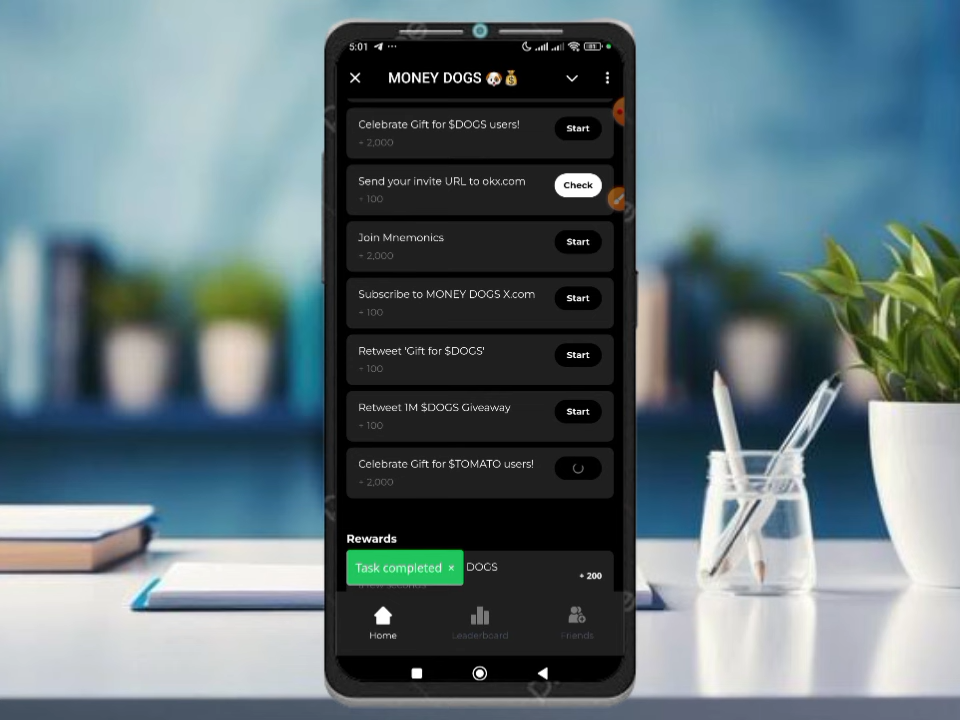 5:01
MONEY DOGS 🐶💰
Celebrate Gift for $DOGS users!
+ 2,000
Start
Send your invite URL to okx.com
+ 100
Check
Join Mnemonics
+ 2,000
Start
Subscribe to MONEY DOGS X.com
+ 100
Start
Retweet 'Gift for $DOGS'
+ 100
Start
Retweet 1M $DOGS Giveaway
+ 100
Start
Celebrate Gift for $TOMATO users!
+ 2,000
Rewards
Task completed ×
DOGS
+ 200
Home
Leaderboard
Friends